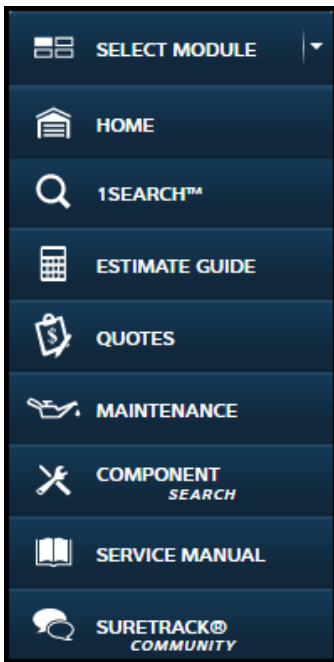 SELECT MODULE
HOME
1SEARCH™
ESTIMATE GUIDE
$
QUOTES
MAINTENANCE
COMPONENT
SEARCH
SERVICE MANUAL
SURETRACK®
COMMUNITY